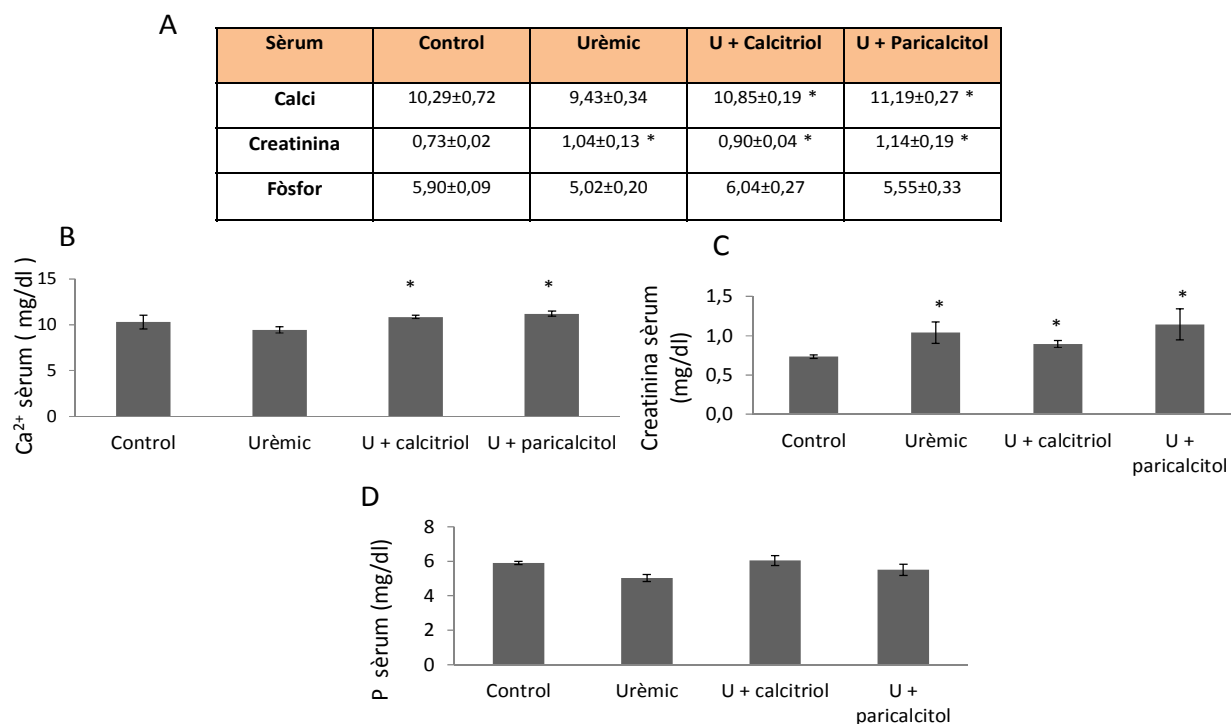 A
Sèrum Control Urèmic U + Calcitriol U + Paricalcitol
Calci 10,29±0,72 9,43±0,34 10,85±0,19 * 11,19±0,27 *
Creatinina 0,73±0,02 1,04±0,13 * 0,90±0,04 * 1,14±0,19 *
Fòsfor 5,90±0,09 5,02±0,20 6,04±0,27 5,55±0,33
B
Ca²⁺ sèrum ( mg/dl )
15
10
5
0
* *
Control Urèmic U + calcitriol U + paricalcitol
C
Creatinina sèrum
(mg/dl)
1,5
1,0
0,5
0,0
* * *
Control Urèmic U + calcitriol U +
paricalcitol
D
P sèrum (mg/dl)
8
6
4
2
0
Control Urèmic U + calcitriol U +
paricalcitol